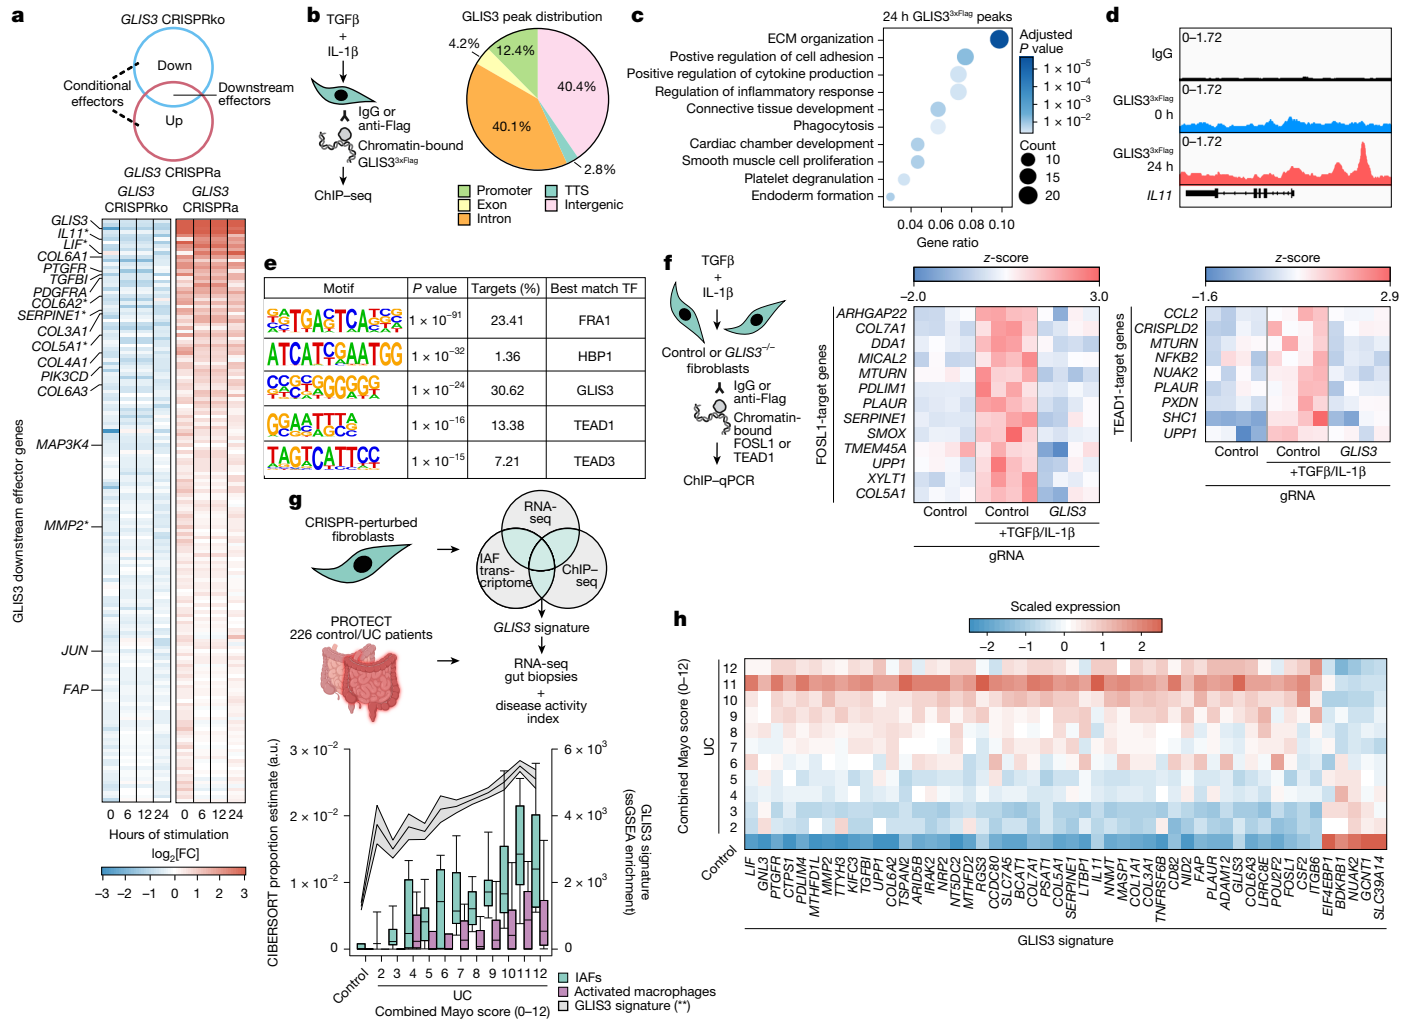 a
GLIS3 CRISPRko
Down
Conditional
effectors
Downstream
effectors
Up
GLIS3 CRISPRa
GLIS3
CRISPRko
GLIS3
CRISPRa
GLIS3
IL11*
LIF*
COL6A1
PTGFR
TGFBI
PDGFRA
COL6A2*
SERPINE1*
COL3A1
COL5A1*
COL4A1
PIK3CD
COL6A3
MAP3K4
MMP2*
JUN
FAP
GLIS3 downstream effector genes
0 6 12 24 0 6 12 24
Hours of stimulation
log2[FC]
−3 −2 −1 0 1 2 3
b
TGFβ
+
IL-1β
IgG or
anti-Flag
Chromatin-bound
GLIS33xFlag
ChIP–seq
GLIS3 peak distribution
4.2%
12.4%
40.4%
40.1%
2.8%
Promoter
Exon
Intron
TTS
Intergenic
c
24 h GLIS33xFlag peaks
ECM organization
Postive regulation of cell adhesion
Positive regulation of cytokine production
Regulation of inflammatory response
Connective tissue development
Phagocytosis
Cardiac chamber development
Smooth muscle cell proliferation
Platelet degranulation
Endoderm formation
0.04 0.06 0.08 0.10
Gene ratio
Adjusted
P value
1 × 10−5
1 × 10−4
1 × 10−3
1 × 10−2
Count
10
15
20
d
0–1.72
IgG
0–1.72
GLIS33xFlag
0 h
0–1.72
GLIS33xFlag
24 h
IL11
e
Motif P value Targets (%) Best match TF
1 × 10−91 23.41 FRA1
ATCATCGAATGG 1 × 10−32 1.36 HBP1
1 × 10−24 30.62 GLIS3
1 × 10−16 13.38 TEAD1
TAGTCATTCC 1 × 10−15 7.21 TEAD3
f
TGFβ
+
IL-1β
Control or GLIS3−/−
fibroblasts
IgG or
anti-Flag
Chromatin-
bound
FOSL1 or
TEAD1
ChIP–qPCR
z-score
−2.0 3.0
FOSL1-target genes
ARHGAP22
COL7A1
DDA1
MICAL2
MTURN
PDLIM1
PLAUR
SERPINE1
SMOX
TMEM45A
UPP1
XYLT1
COL5A1
Control Control GLIS3
+TGFβ/IL-1β
gRNA
z-score
−1.6 2.9
TEAD1-target genes
CCL2
CRISPLD2
MTURN
NFKB2
NUAK2
PLAUR
PXDN
SHC1
UPP1
Control Control GLIS3
+TGFβ/IL-1β
gRNA
g
CRISPR-perturbed
fibroblasts
RNA-
seq
IAF
trans-
criptome
ChIP–
seq
PROTECT
226 control/UC patients
GLIS3 signature
RNA-seq
gut biopsies
+
disease activity
index
CIBERSORT proportion estimate (a.u.)
3 × 10−2
2 × 10−2
1 × 10−2
0
6 × 103
4 × 103
2 × 103
0
GLIS3 signature
(ssGSEA enrichment)
Control 2 3 4 5 6 7 8 9 10 11 12
UC
Combined Mayo score (0–12)
IAFs
Activated macrophages
GLIS3 signature (**)
h
Scaled expression
−2 −1 0 1 2
Combined Mayo score (0–12)
UC
12
11
10
9
8
7
6
5
4
3
2
Control
LIF
GNL3
PTGFR
CTPS1
PDLIM4
MTHFD1L
MMP2
TTYH3
KIFC3
TGFBI
UPP1
COL6A2
TSPAN2
ARID5B
IRAK2
NRP2
NT5DC2
MTHFD2
RGS3
CCDC80
SLC7A5
BCAT1
COL7A1
PSAT1
COL5A1
SERPINE1
LTBP1
IL11
NNMT
MASP1
COL1A1
COL3A1
TNFRSF6B
CD82
NID2
FAP
PLAUR
ADAM12
GLIS3
COL6A3
LRRC8E
POU2F2
FOSL1
CSF2
ITGB6
EIF4EBP1
BDKRB1
NUAK2
GCNT1
SLC39A14
GLIS3 signature